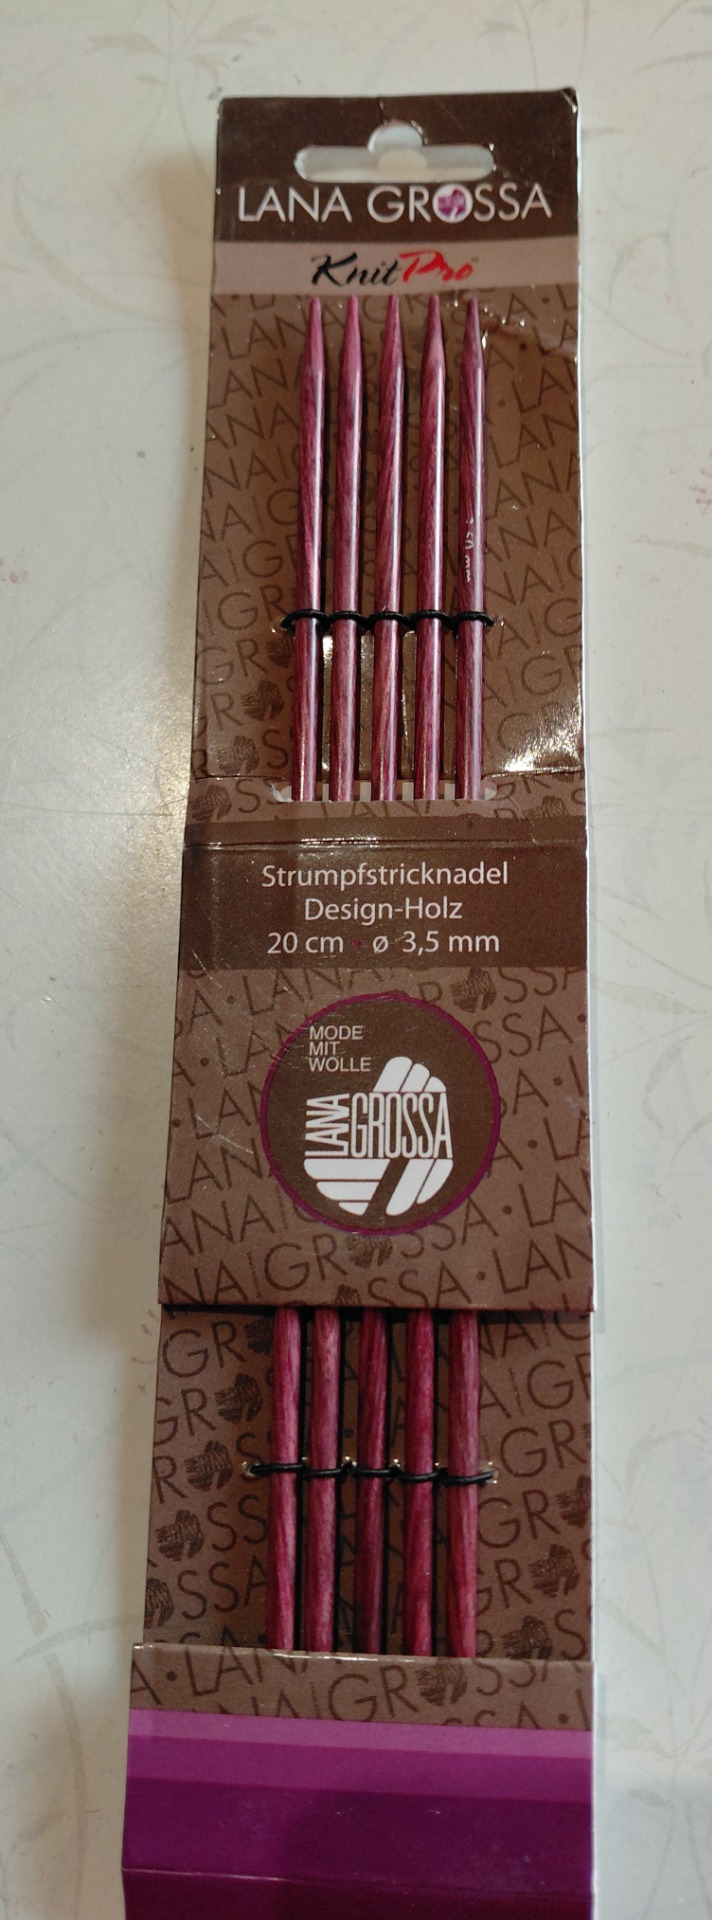 LANA GROSSA
KnitPro
Strumpfstricknadel
Design-Holz
20 cm • ø 3,5 mm
MODE
MIT
WOLLE
LANA
GROSSA